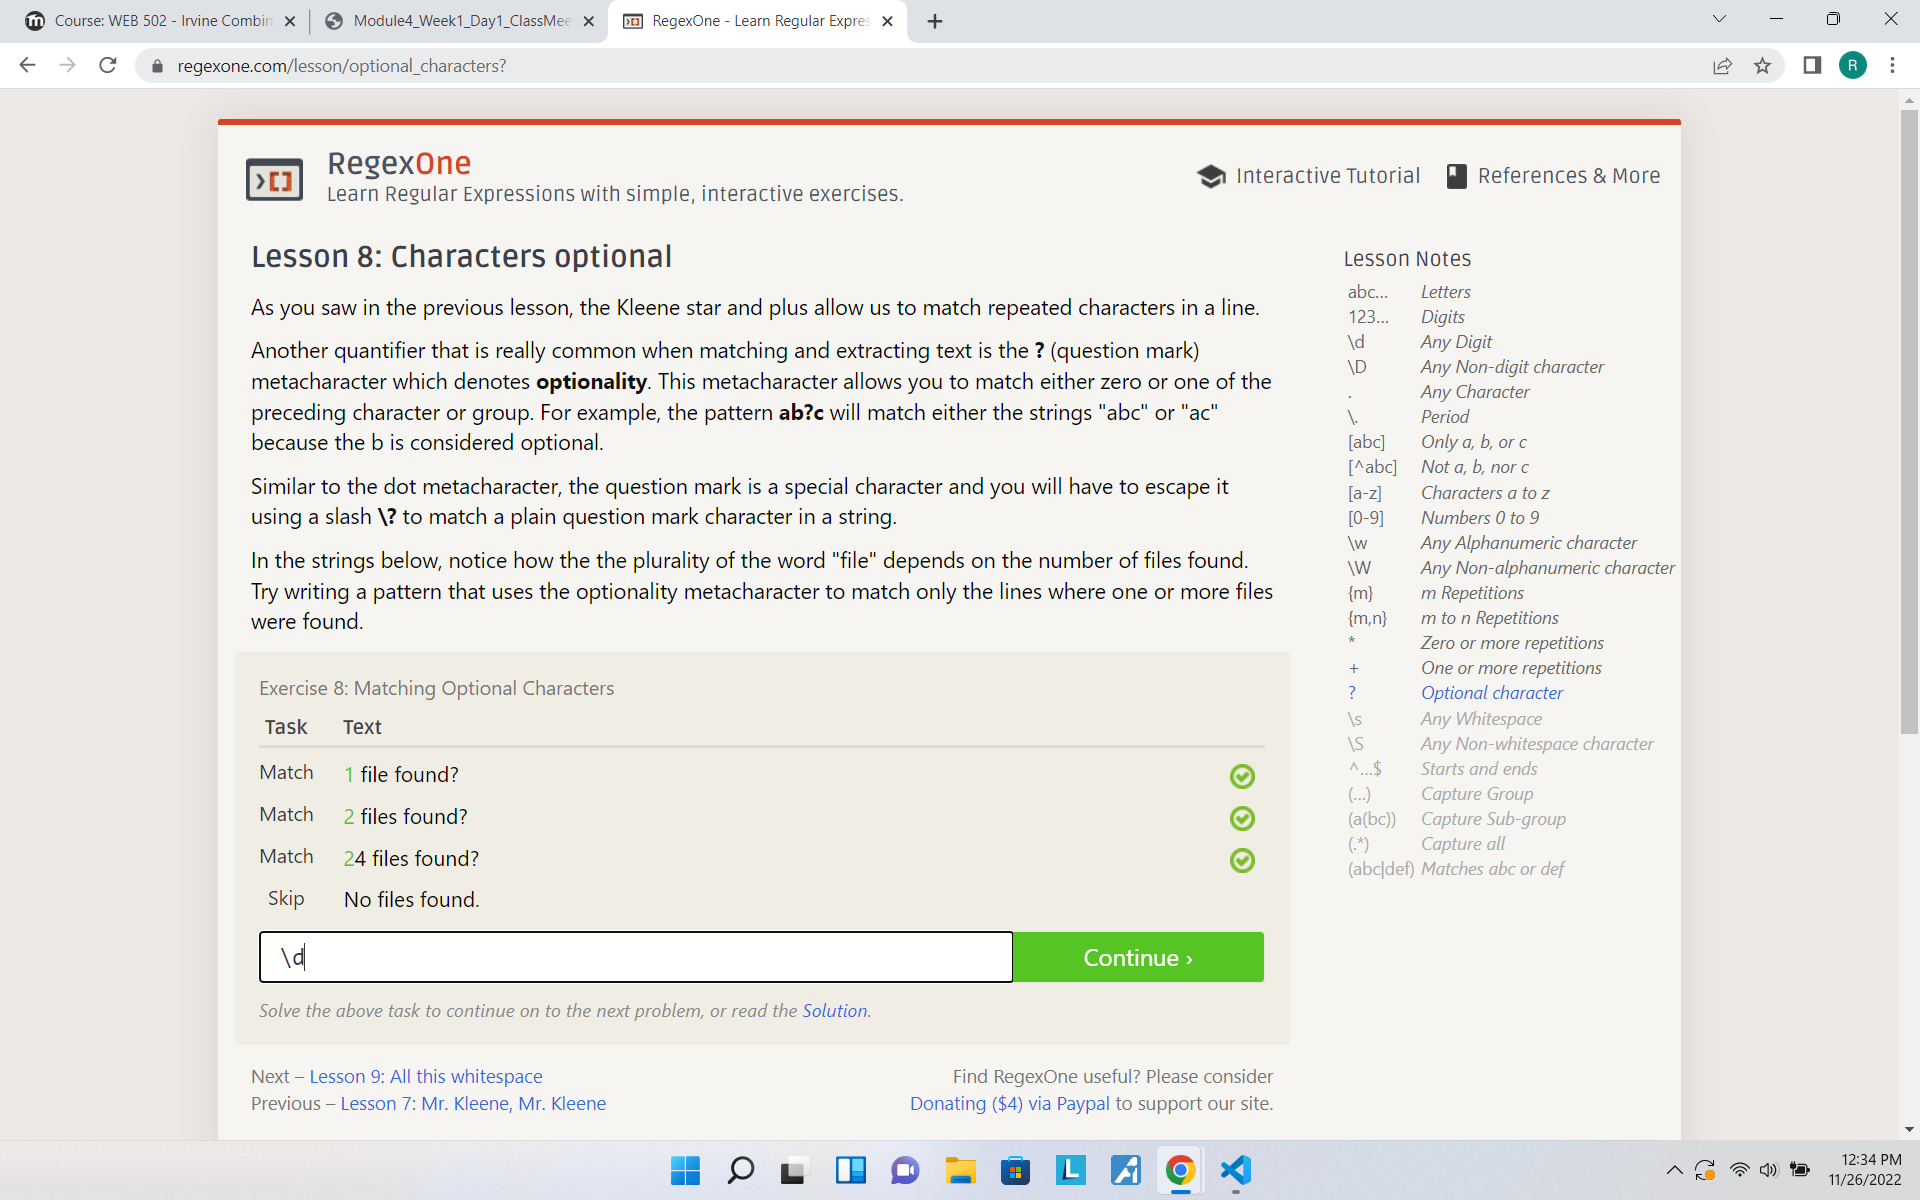 Course: WEB 502 - Irvine Combin
Module4_Week1_Day1_ClassMee
RegexOne - Learn Regular Expres
regexone.com/lesson/optional_characters?
R
RegexOne
Learn Regular Expressions with simple, interactive exercises.
Interactive Tutorial
References & More
Lesson 8: Characters optional
As you saw in the previous lesson, the Kleene star and plus allow us to match repeated characters in a line.
Another quantifier that is really common when matching and extracting text is the ? (question mark)
metacharacter which denotes optionality. This metacharacter allows you to match either zero or one of the
preceding character or group. For example, the pattern ab?c will match either the strings "abc" or "ac"
because the b is considered optional.
Similar to the dot metacharacter, the question mark is a special character and you will have to escape it
using a slash \? to match a plain question mark character in a string.
In the strings below, notice how the the plurality of the word "file" depends on the number of files found.
Try writing a pattern that uses the optionality metacharacter to match only the lines where one or more files
were found.
Exercise 8: Matching Optional Characters
Task Text
Match 1 file found?
Match 2 files found?
Match 24 files found?
Skip No files found.
\d
Continue ›
Solve the above task to continue on to the next problem, or read the Solution.
Next – Lesson 9: All this whitespace
Previous – Lesson 7: Mr. Kleene, Mr. Kleene
Find RegexOne useful? Please consider
Donating ($4) via Paypal to support our site.
Lesson Notes
abc... Letters
123... Digits
\d Any Digit
\D Any Non-digit character
. Any Character
\. Period
[abc] Only a, b, or c
[^abc] Not a, b, nor c
[a-z] Characters a to z
[0-9] Numbers 0 to 9
\w Any Alphanumeric character
\W Any Non-alphanumeric character
{m} m Repetitions
{m,n} m to n Repetitions
* Zero or more repetitions
+ One or more repetitions
? Optional character
\s Any Whitespace
\S Any Non-whitespace character
^...$ Starts and ends
(...) Capture Group
(a(bc)) Capture Sub-group
(.*) Capture all
(abc|def) Matches abc or def
12:34 PM
11/26/2022